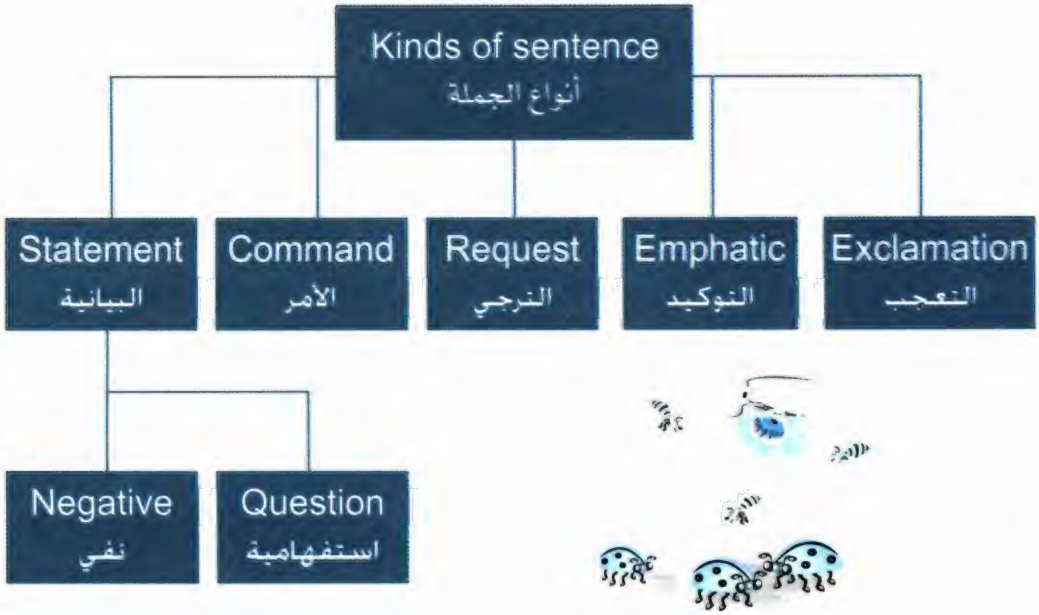 Kinds of sentence
أنواع الجملة
Statement
البيانية
Command
الأمر
Request
الترجي
Emphatic
التوكيد
Exclamation
التعجب
Negative
نفي
Question
استفهامية